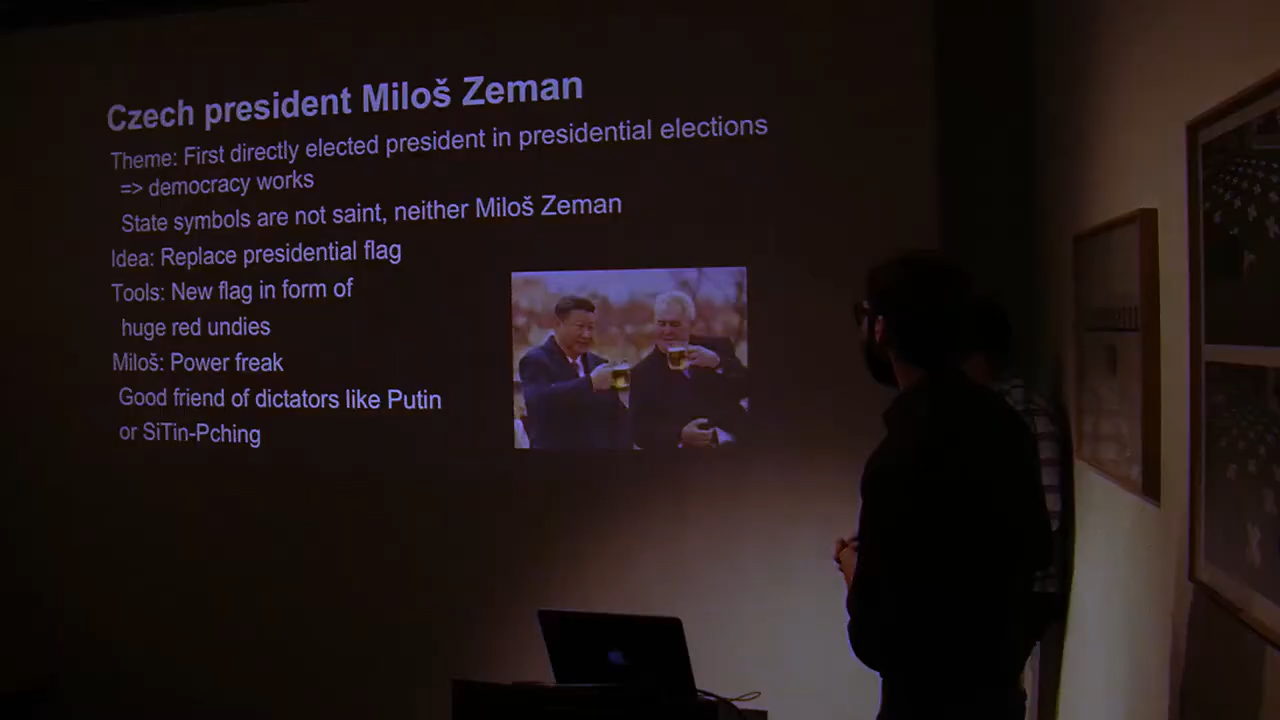 Czech president Miloš Zeman
Theme: First directly elected president in presidential elections
=> democracy works
State symbols are not saint, neither Miloš Zeman
Idea: Replace presidential flag
Tools: New flag in form of
huge red undies
Miloš: Power freak
Good friend of dictators like Putin
or SiTin-Pching